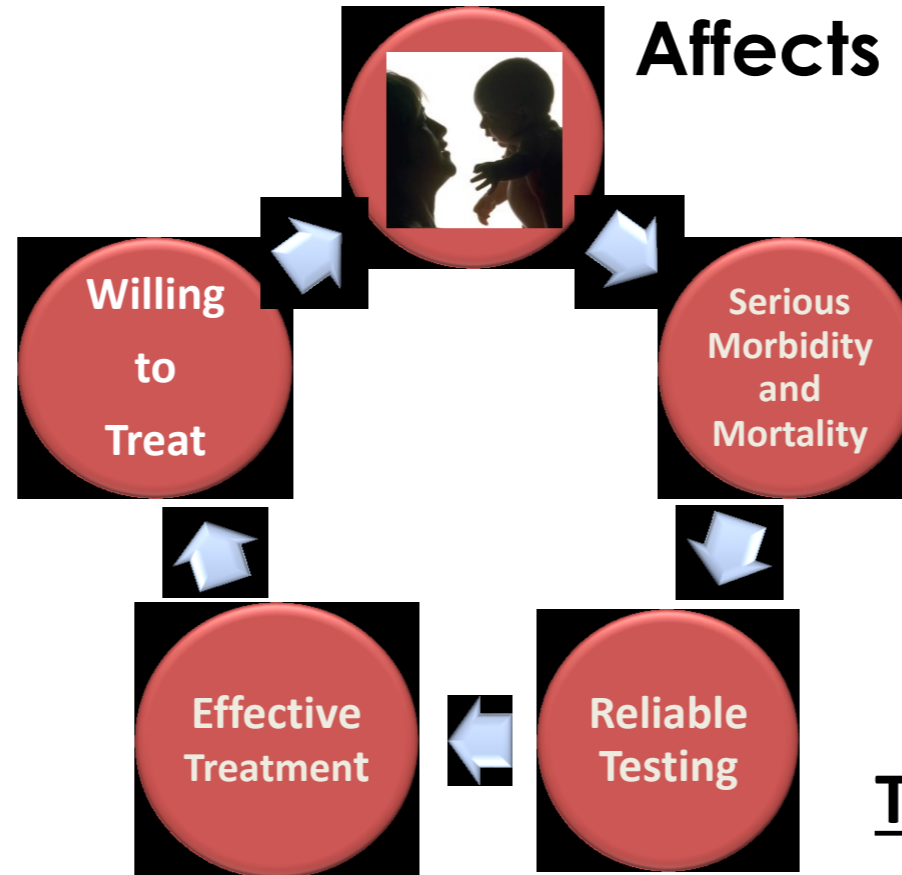 Affects
Serious
Morbidity
and
Mortality
Reliable
Testing
Effective
Treatment
Willing
to
Treat
T